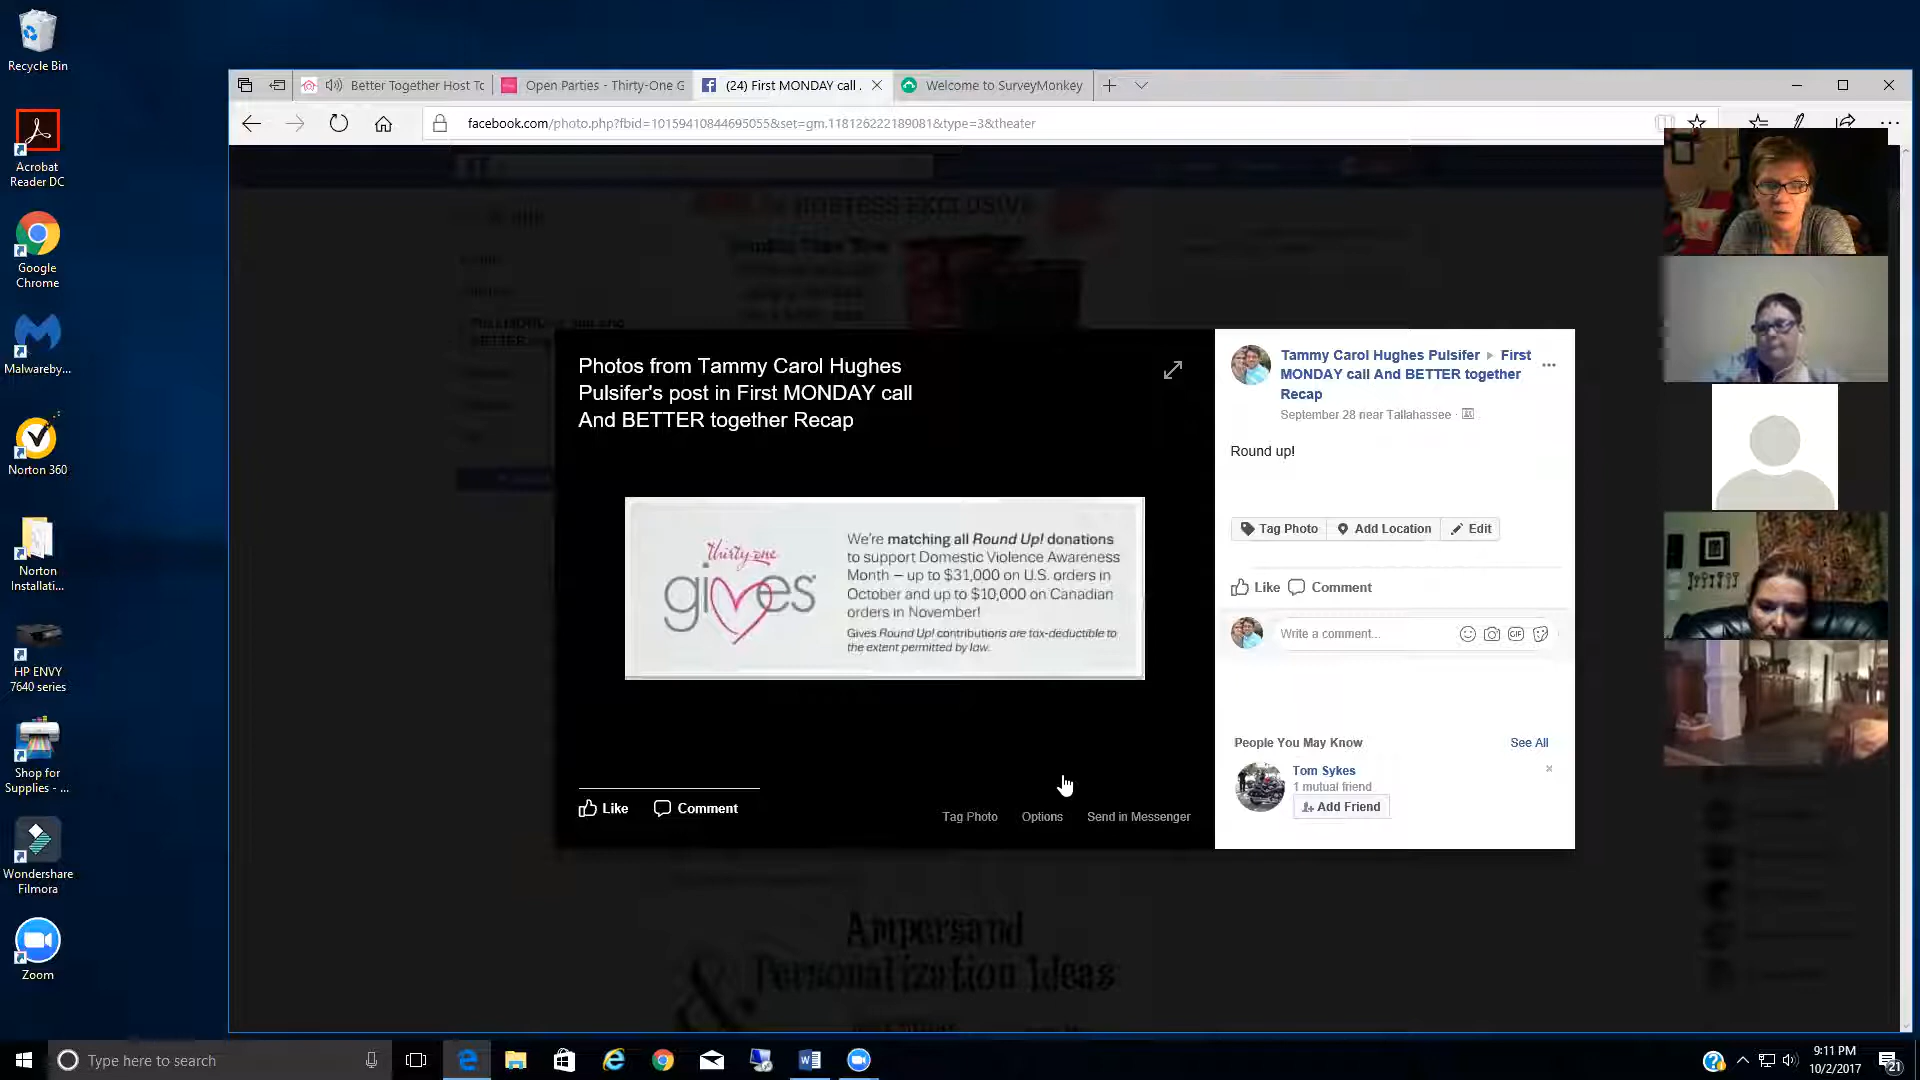 Recycle Bin
Acrobat
Reader DC
Google
Chrome
Malwareby...
Norton 360
Norton
Installati...
HP ENVY
7640 series
Shop for
Supplies - ...
Wondershare
Filmora
Zoom
Better Together Host Tc
Open Parties - Thirty-One G
(24) First MONDAY call .
Welcome to SurveyMonkey
facebook.com/photo.php?fbid=10159410844695055&set=gm.118126222189081&type=3&theater
HOSTESS EXCLUSIVE
Photos from Tammy Carol Hughes
Pulsifer's post in First MONDAY call
And BETTER together Recap
thirty-one
gives
We're matching all Round Up! donations
to support Domestic Violence Awareness
Month – up to $31,000 on U.S. orders in
October and up to $10,000 on Canadian
orders in November!
Gives Round Up! contributions are tax-deductible to
the extent permitted by law.
Like
Comment
Tag Photo
Options
Send in Messenger
Tammy Carol Hughes Pulsifer ▸ First
MONDAY call And BETTER together
Recap
September 28 near Tallahassee ·
Round up!
Tag Photo
Add Location
Edit
Like
Comment
Write a comment...
GIF
People You May Know
See All
Tom Sykes
1 mutual friend
Add Friend
Ampersand
& Personalization Ideas
Type here to search
9:11 PM
10/2/2017
21